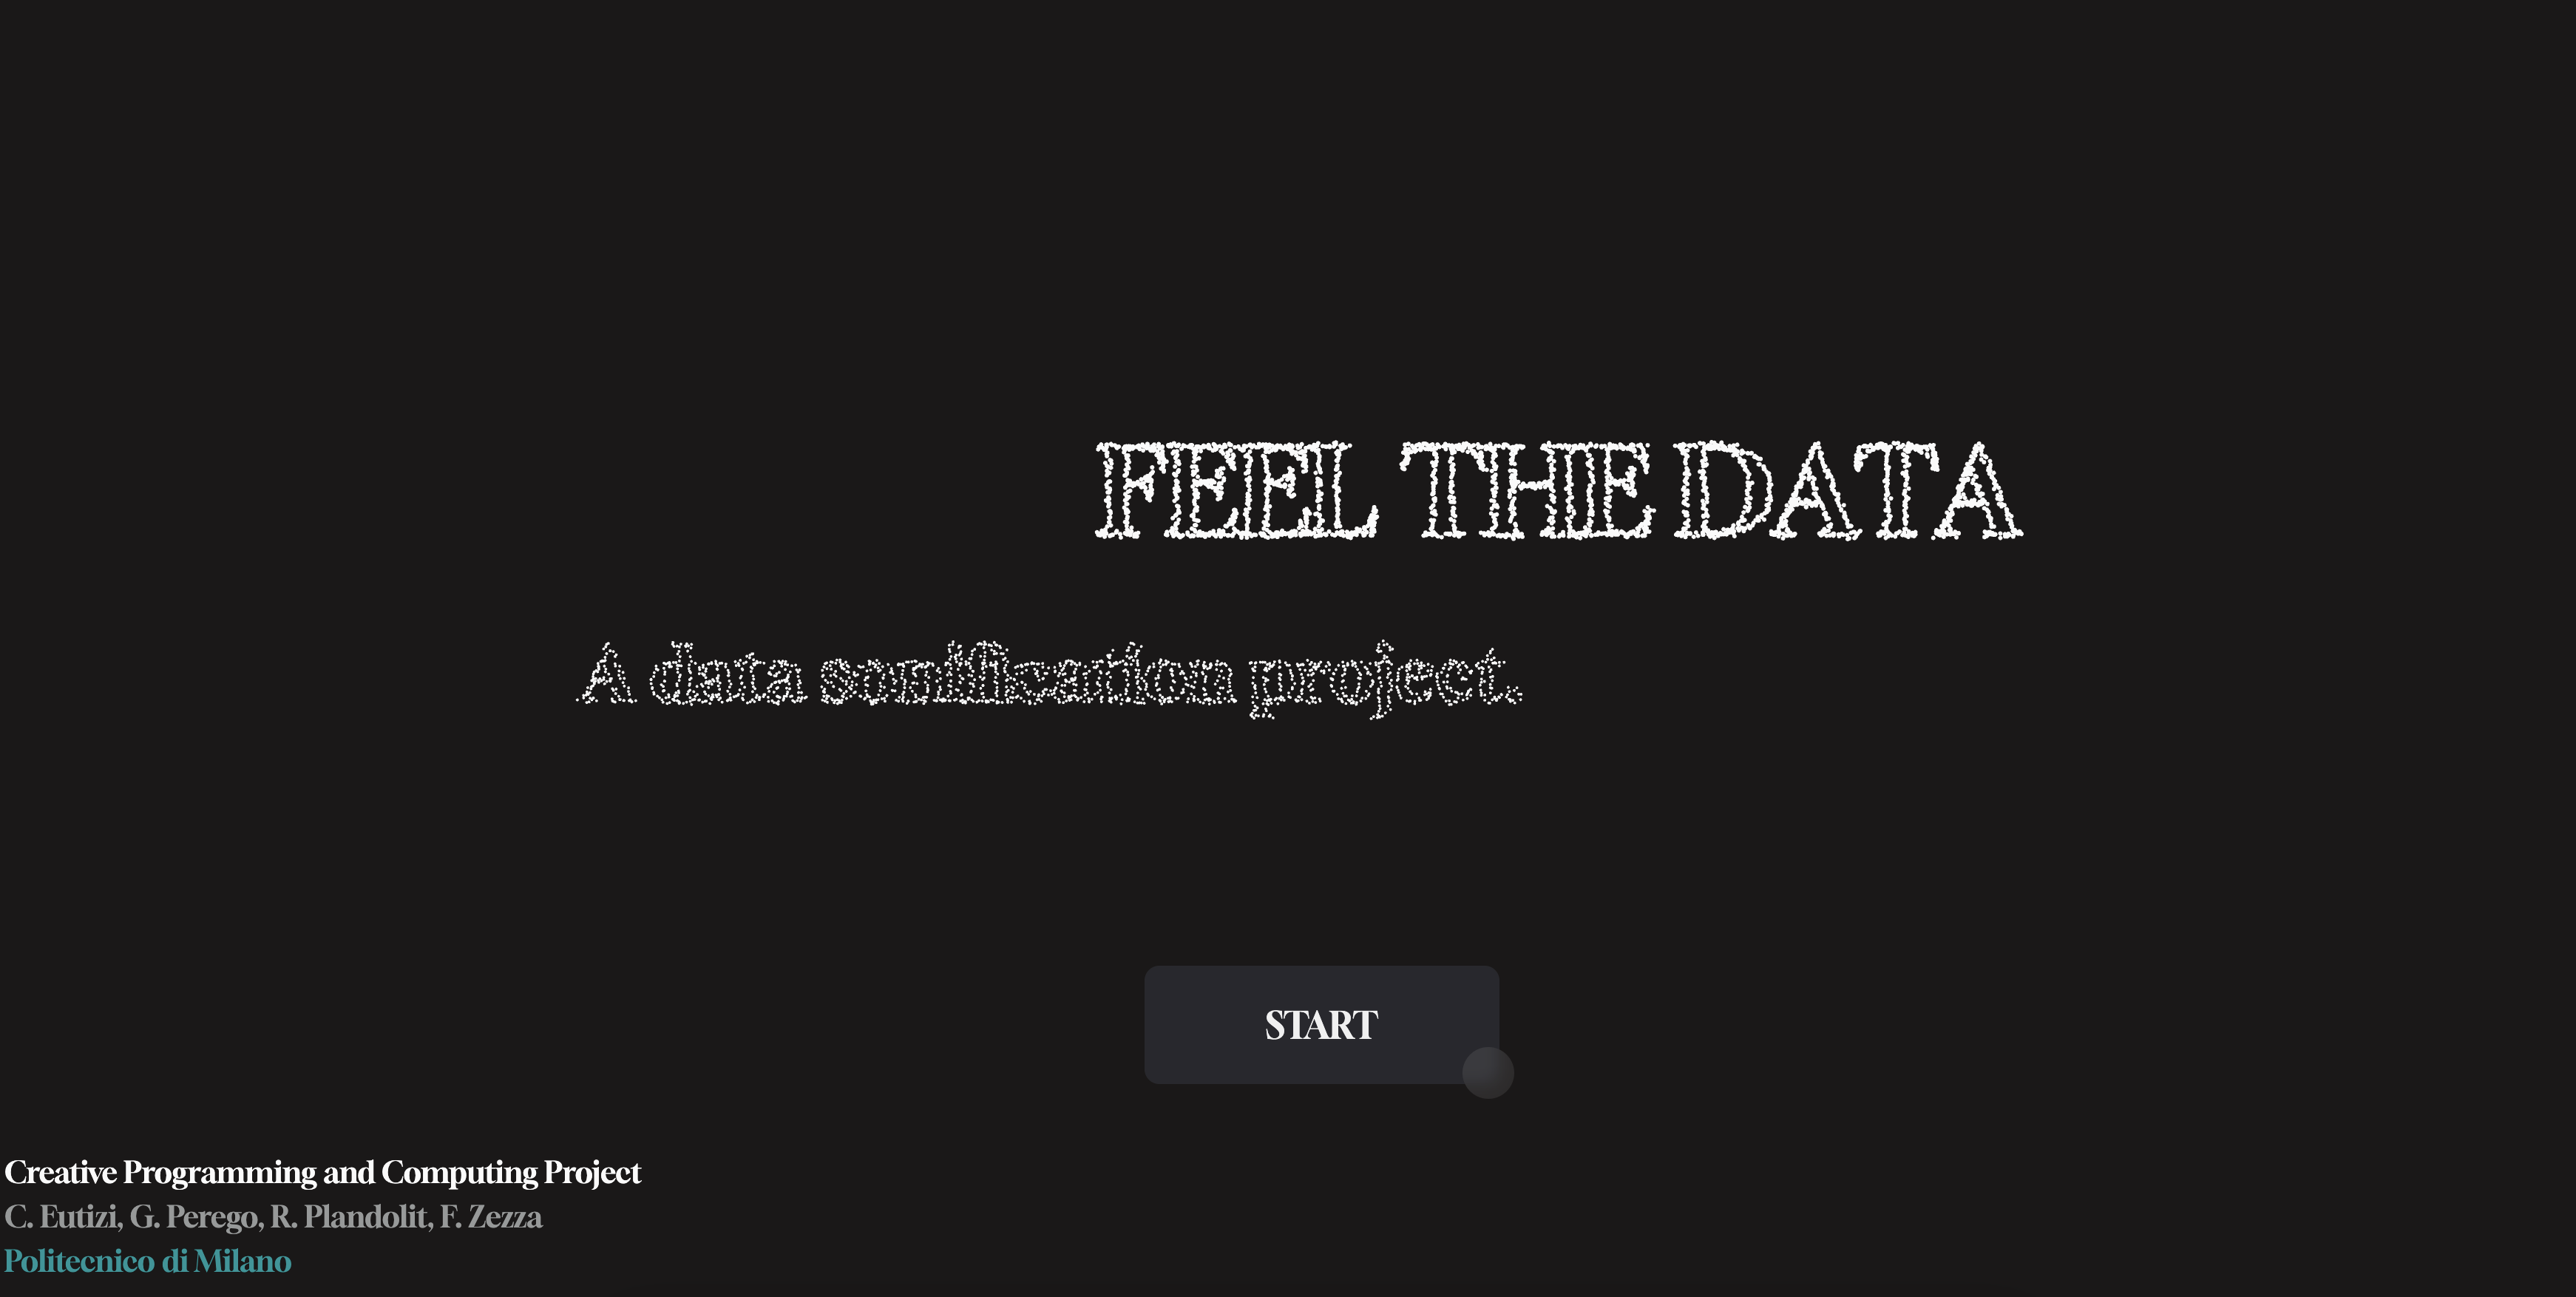 FEEL THE DATA
A data sonification project.
START
Creative Programming and Computing Project
C. Eutizi, G. Perego, R. Plandolit, F. Zezza
Politecnico di Milano